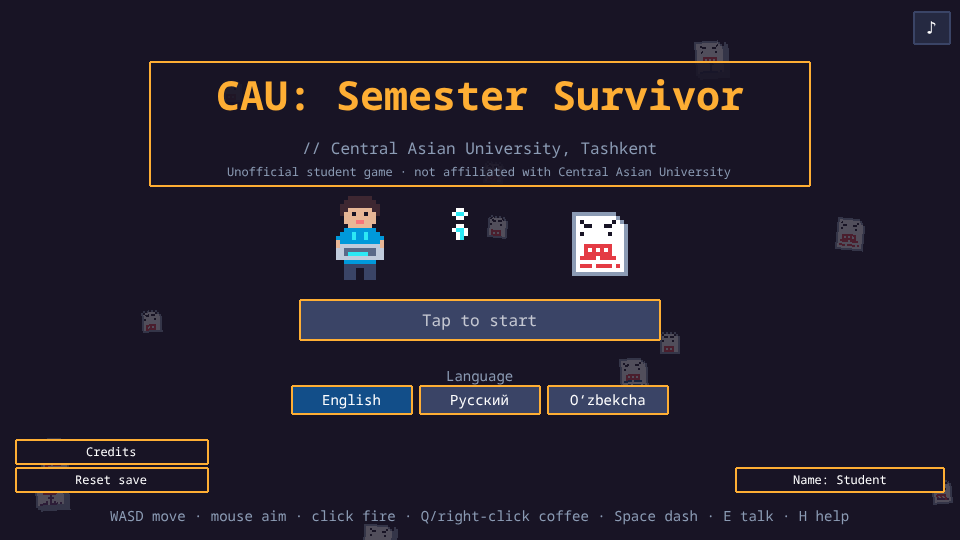 ♪
CAU: Semester Survivor
// Central Asian University, Tashkent
Unofficial student game · not affiliated with Central Asian University
Tap to start
Language
English Русский Oʻzbekcha
Credits
Reset save
Name: Student
WASD move · mouse aim · click fire · Q/right-click coffee · Space dash · E talk · H help